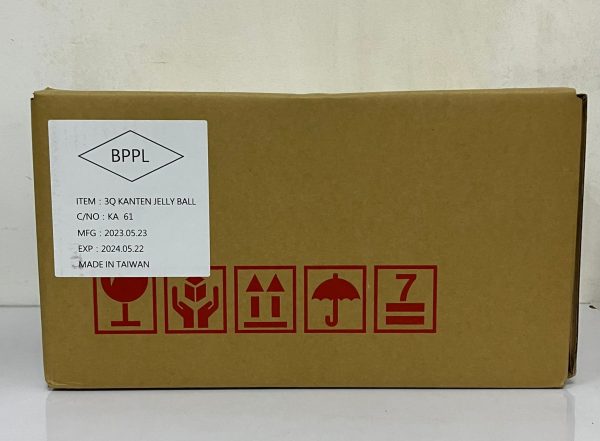 BPPL
ITEM : 3Q KANTEN JELLY BALL
C/NO : KA 61
MFG : 2023.05.23
EXP : 2024.05.22
MADE IN TAIWAN
7